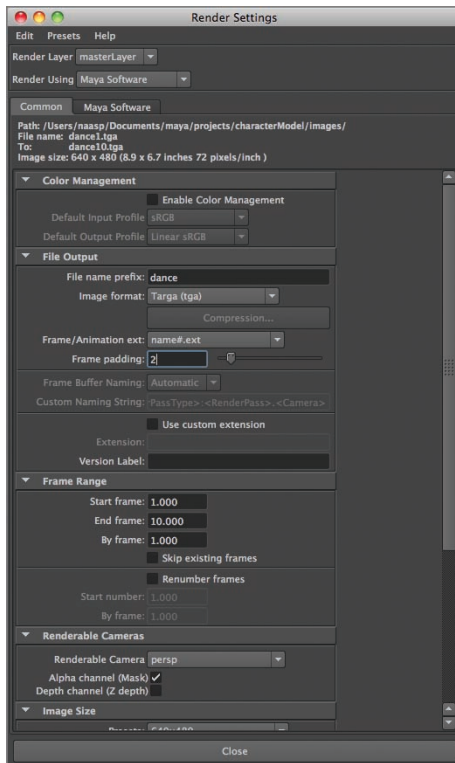 Render Settings
Edit Presets Help
Render Layer masterLayer
Render Using Maya Software
Common Maya Software
Path: /Users/naasp/Documents/maya/projects/characterModel/images/
File name: dance1.tga
To: dance10.tga
Image size: 640 x 480 (8.9 x 6.7 inches 72 pixels/inch )
Color Management
Enable Color Management
Default Input Profile sRGB
Default Output Profile Linear sRGB
File Output
File name prefix: dance
Image format: Targa (tga)
Compression...
Frame/Animation ext: name#.ext
Frame padding: 2
Frame Buffer Naming: Automatic
Custom Naming String: PassType>:<RenderPass>.<Camera>
Use custom extension
Extension:
Version Label:
Frame Range
Start frame: 1.000
End frame: 10.000
By frame: 1.000
Skip existing frames
Renumber frames
Start number: 1.000
By frame: 1.000
Renderable Cameras
Renderable Camera persp
Alpha channel (Mask)
Depth channel (Z depth)
Image Size
Presets: 640x480
Close